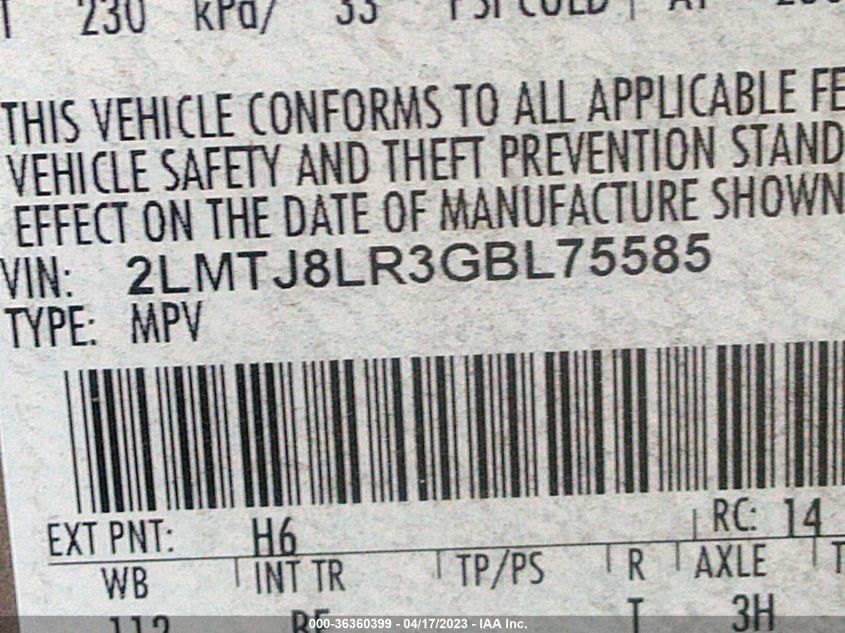 230 kPa/ 33 PSI COLD
THIS VEHICLE CONFORMS TO ALL APPLICABLE FE
VEHICLE SAFETY AND THEFT PREVENTION STAND
EFFECT ON THE DATE OF MANUFACTURE SHOWN
VIN: 2LMTJ8LR3GBL75585
TYPE: MPV
EXT PNT: H6 RC: 14
WB INT TR TP/PS R AXLE T
112 T 3H
000-36360399 - 04/17/2023 - IAA Inc.